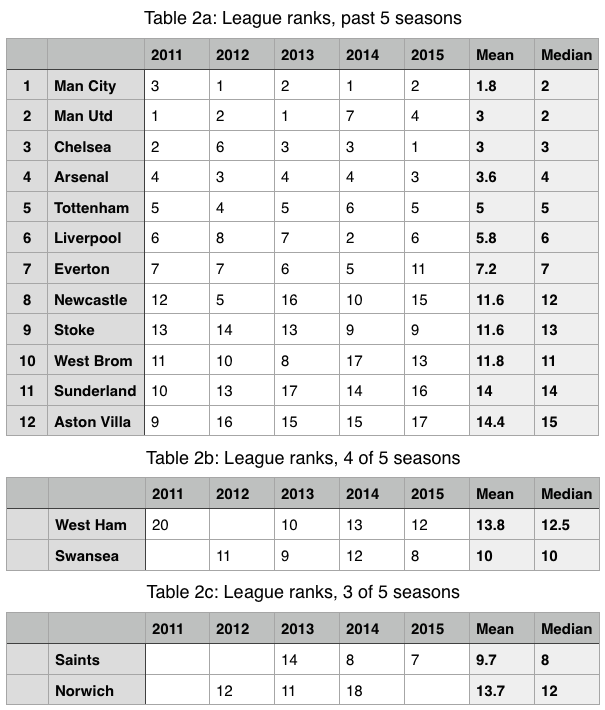 Table 2a: League ranks, past 5 seasons
2011 2012 2013 2014 2015 Mean Median
1 Man City 3 1 2 1 2 1.8 2
2 Man Utd 1 2 1 7 4 3 2
3 Chelsea 2 6 3 3 1 3 3
4 Arsenal 4 3 4 4 3 3.6 4
5 Tottenham 5 4 5 6 5 5 5
6 Liverpool 6 8 7 2 6 5.8 6
7 Everton 7 7 6 5 11 7.2 7
8 Newcastle 12 5 16 10 15 11.6 12
9 Stoke 13 14 13 9 9 11.6 13
10 West Brom 11 10 8 17 13 11.8 11
11 Sunderland 10 13 17 14 16 14 14
12 Aston Villa 9 16 15 15 17 14.4 15
Table 2b: League ranks, 4 of 5 seasons
2011 2012 2013 2014 2015 Mean Median
West Ham 20 10 13 12 13.8 12.5
Swansea 11 9 12 8 10 10
Table 2c: League ranks, 3 of 5 seasons
2011 2012 2013 2014 2015 Mean Median
Saints 14 8 7 9.7 8
Norwich 12 11 18 13.7 12